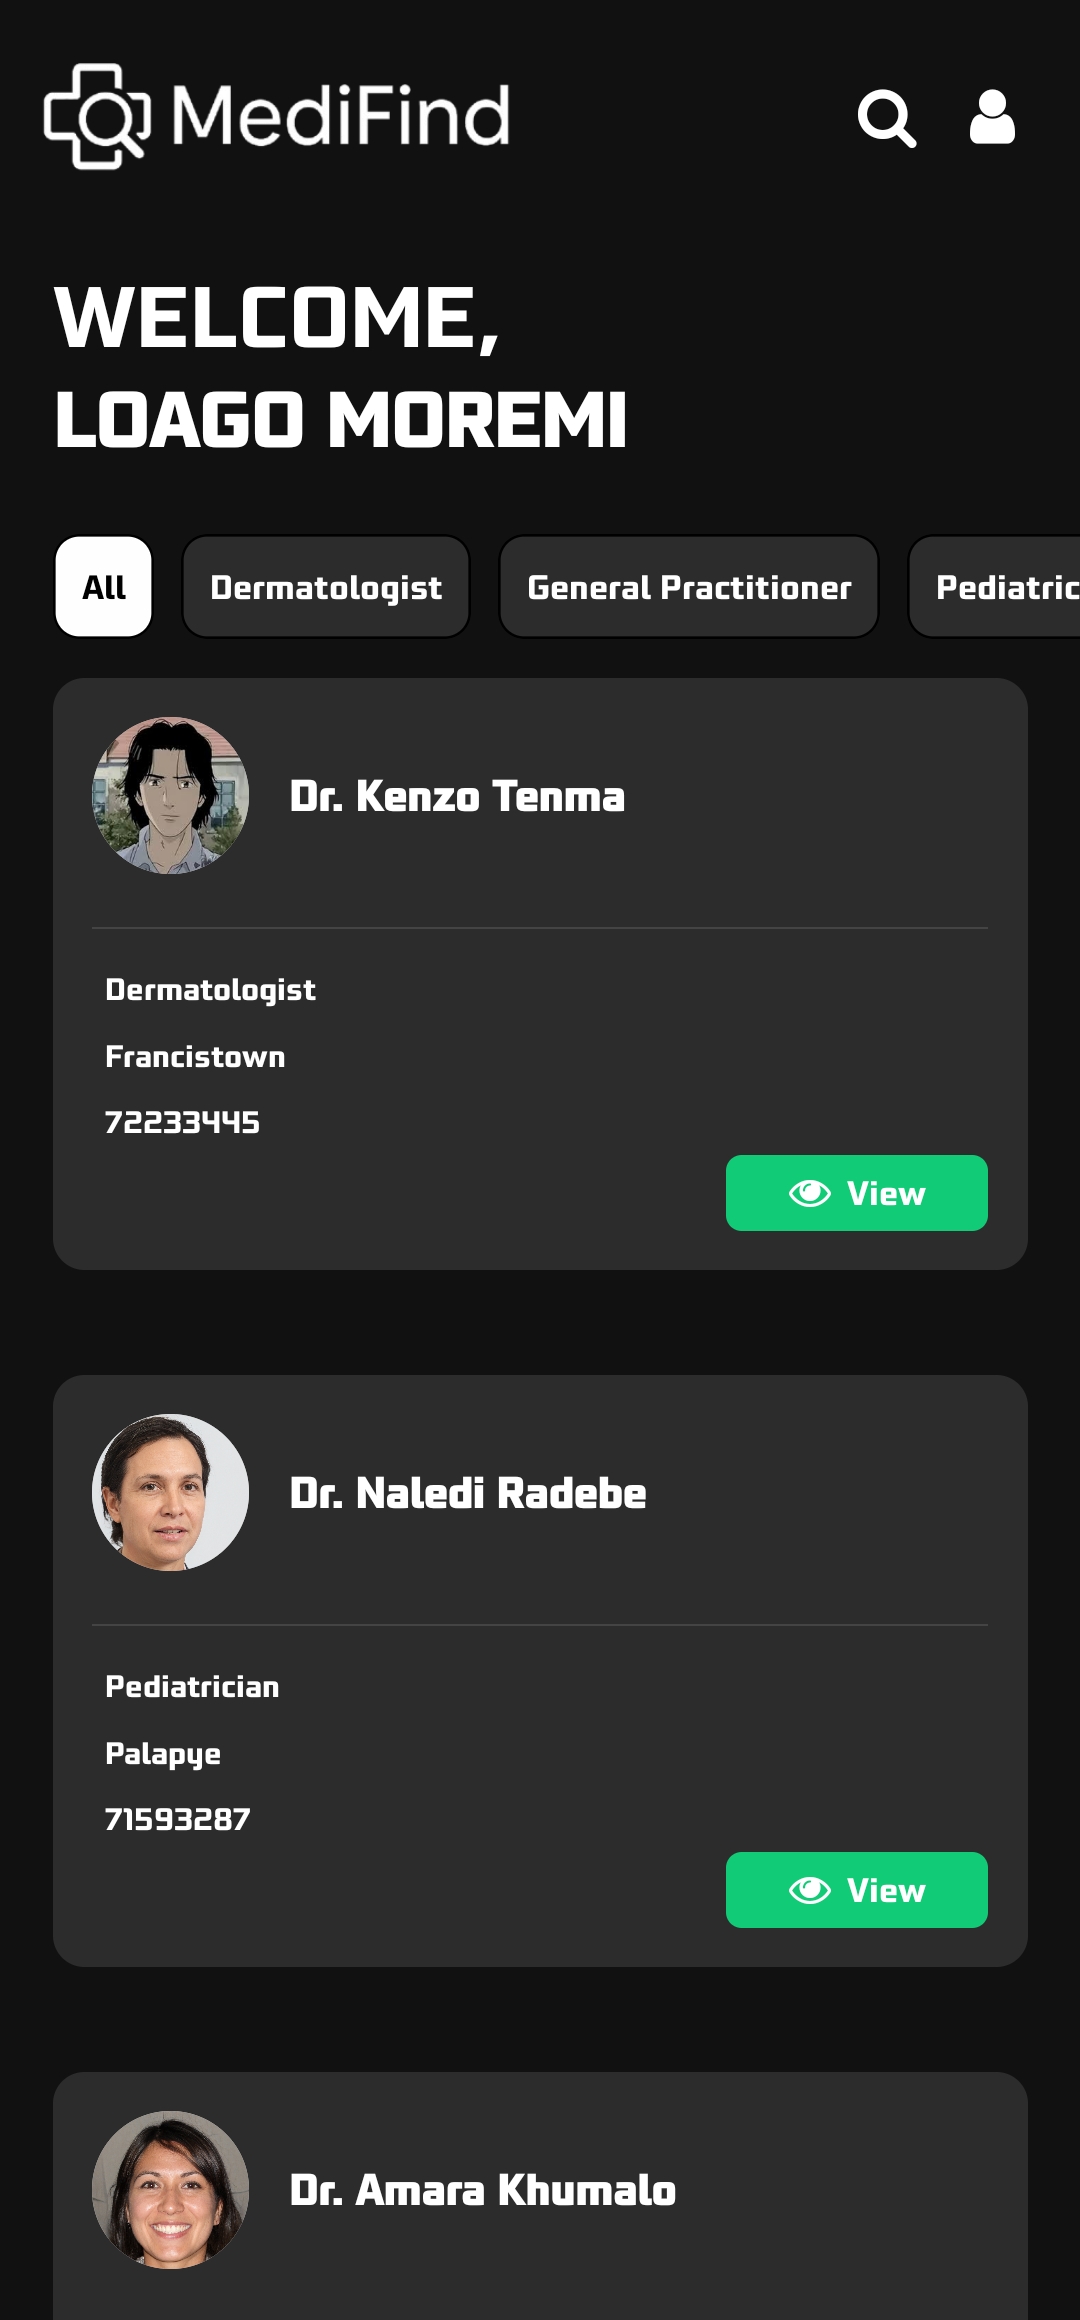 MediFind
WELCOME,
LOAGO MOREMI
All Dermatologist General Practitioner Pediatric
Dr. Kenzo Tenma
Dermatologist
Francistown
72233445
View
Dr. Naledi Radebe
Pediatrician
Palapye
71593287
View
Dr. Amara Khumalo